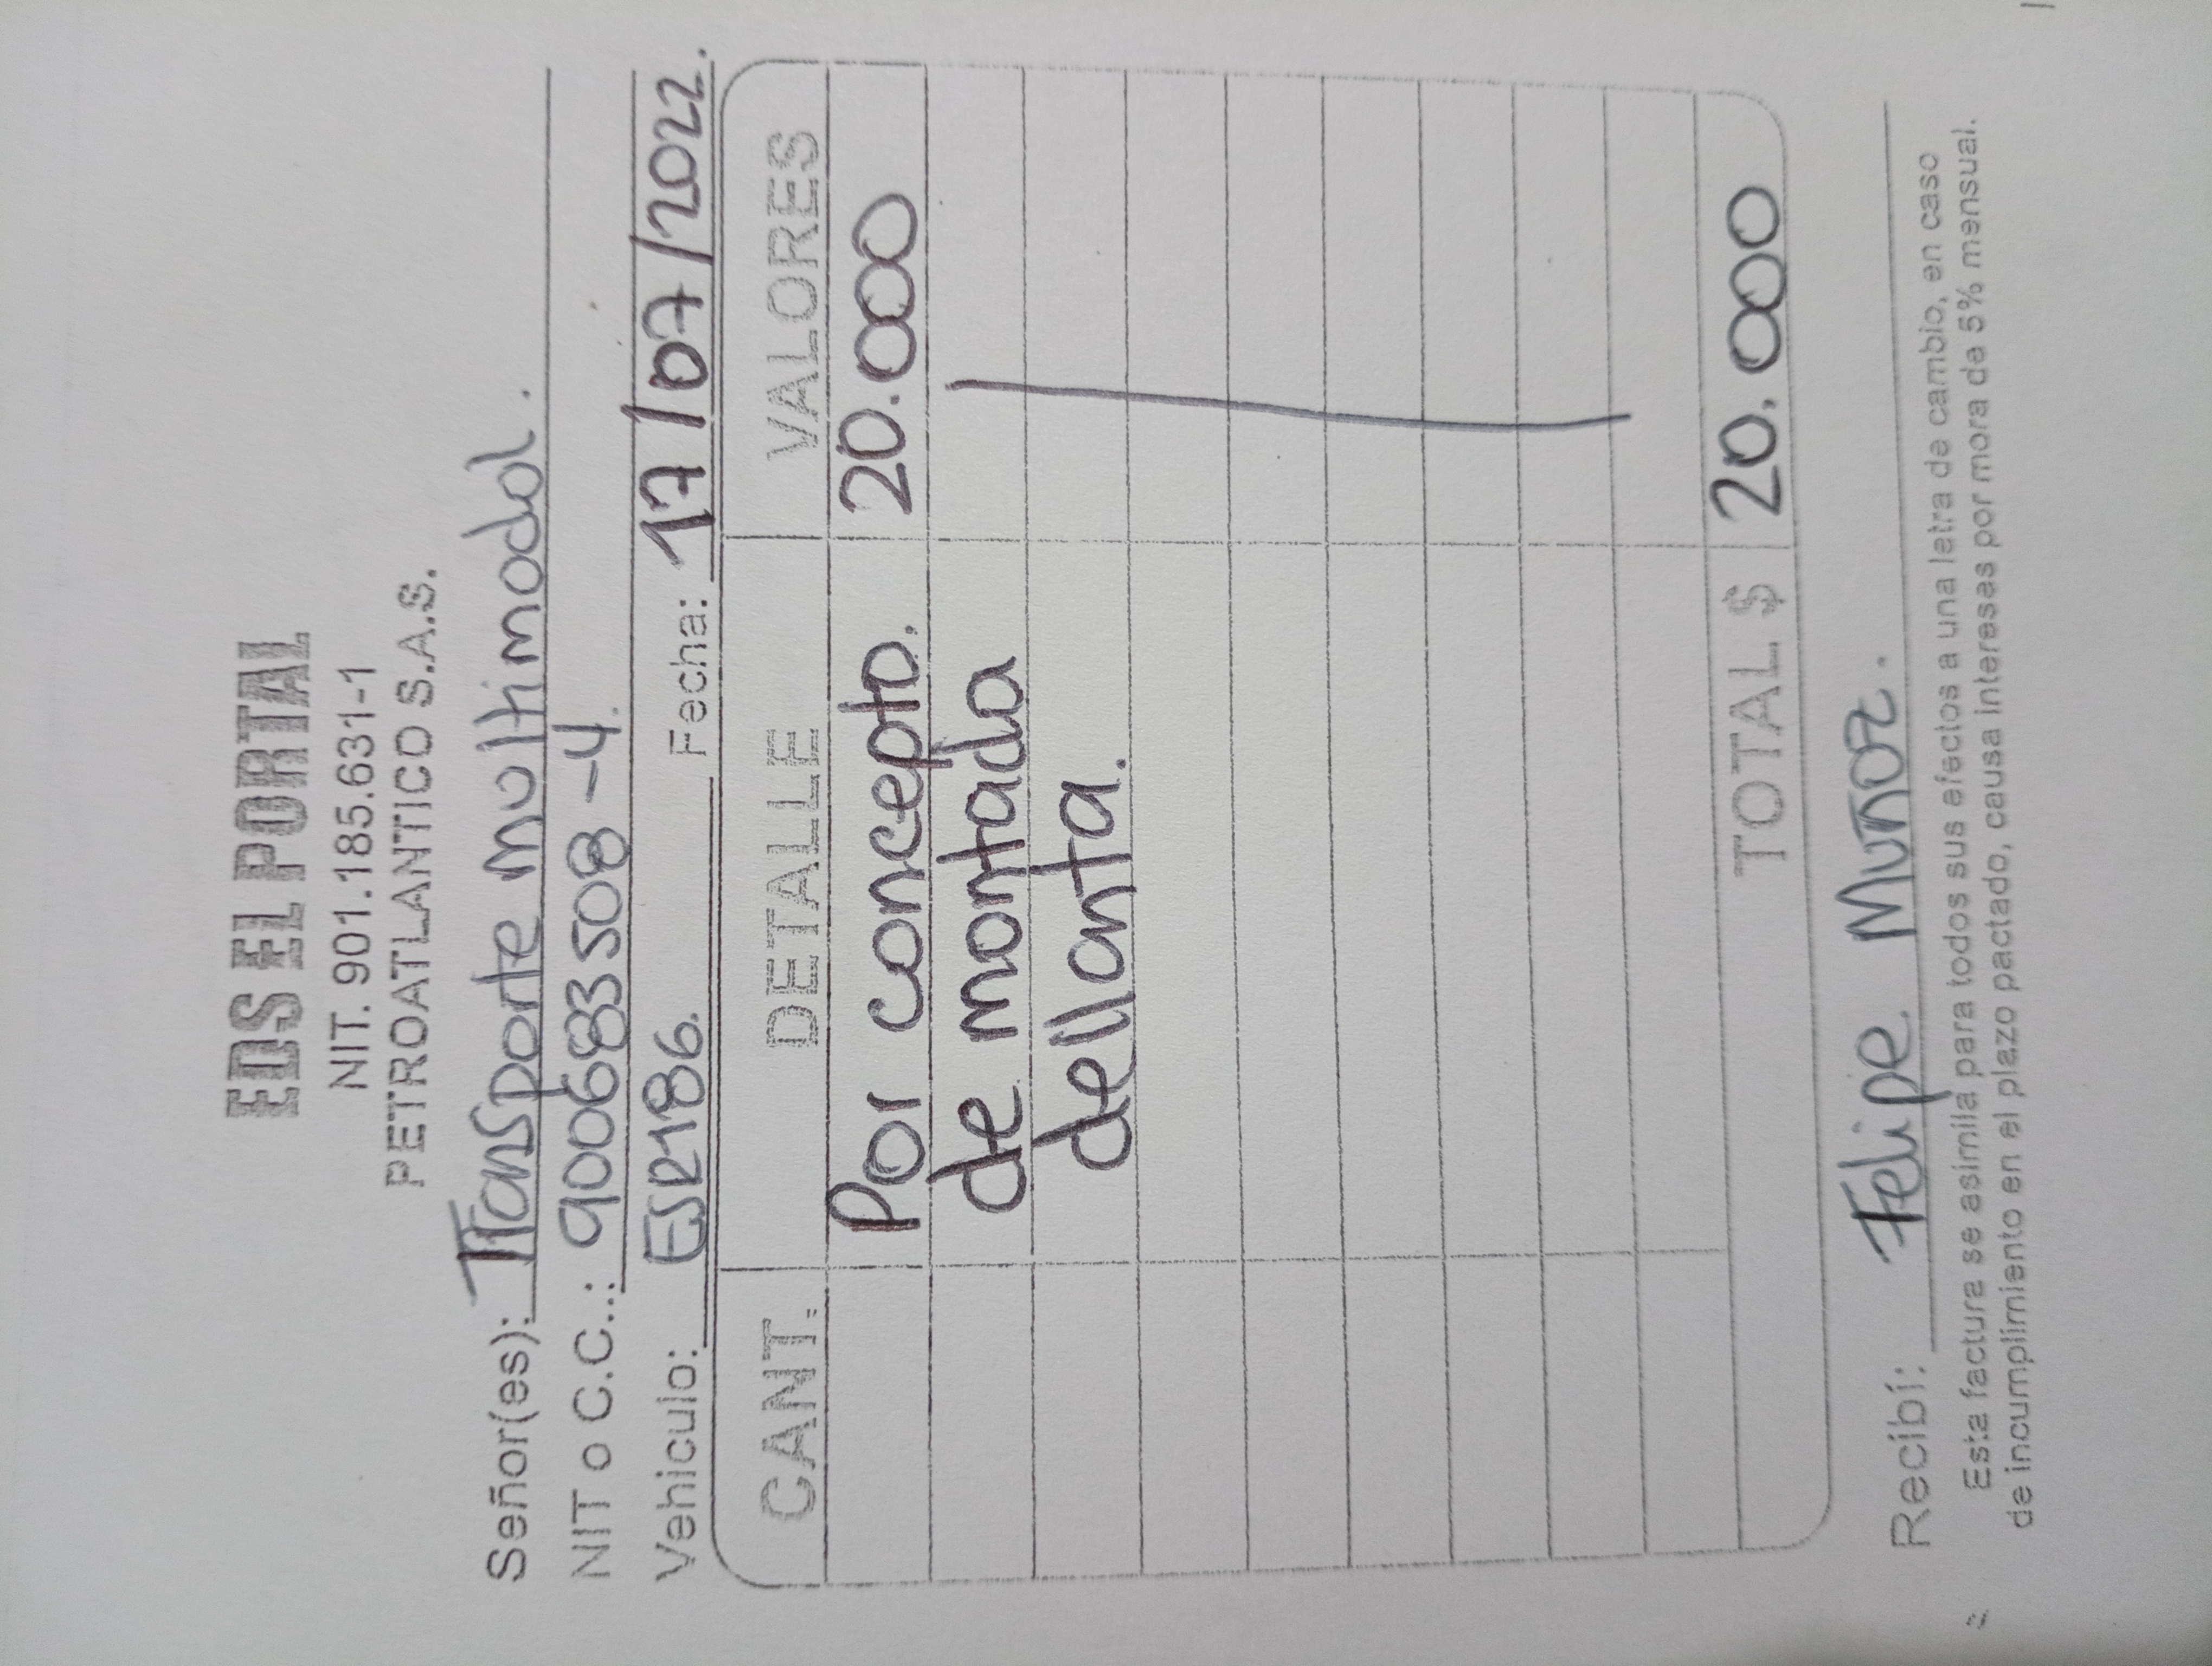 EDS EL PORTAL
NIT. 901.185.631-1
PETROATLANTICO S.A.S.
Señor(es): Transporte multimodal.
NIT o C.C.: 900683508-4.
Vehiculo: ESR186. Fecha: 17/07/2022.
CANT. DETALLE VALORES
Por concepto. 20.000
de montada
dellanta.
TOTAL $ 20.000
Recibí: Felipe Muñoz.
Esta factura se asimila para todos sus efectos a una letra de cambio, en caso
de incumplimiento en el plazo pactado, causa intereses por mora de 5% mensual.